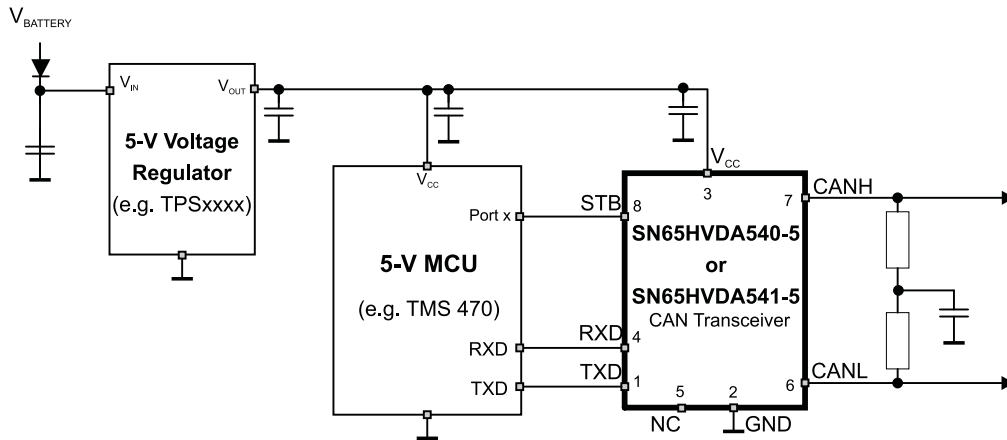 VBATTERY
VIN
VOUT
5-V Voltage
Regulator
(e.g. TPSxxxx)
VCC
Port x
5-V MCU
(e.g. TMS 470)
RXD
TXD
STB
RXD
TXD
VCC
3
8
7
CANH
SN65HVDA540-5
or
SN65HVDA541-5
CAN Transceiver
4
1
5
2
6
CANL
NC
GND